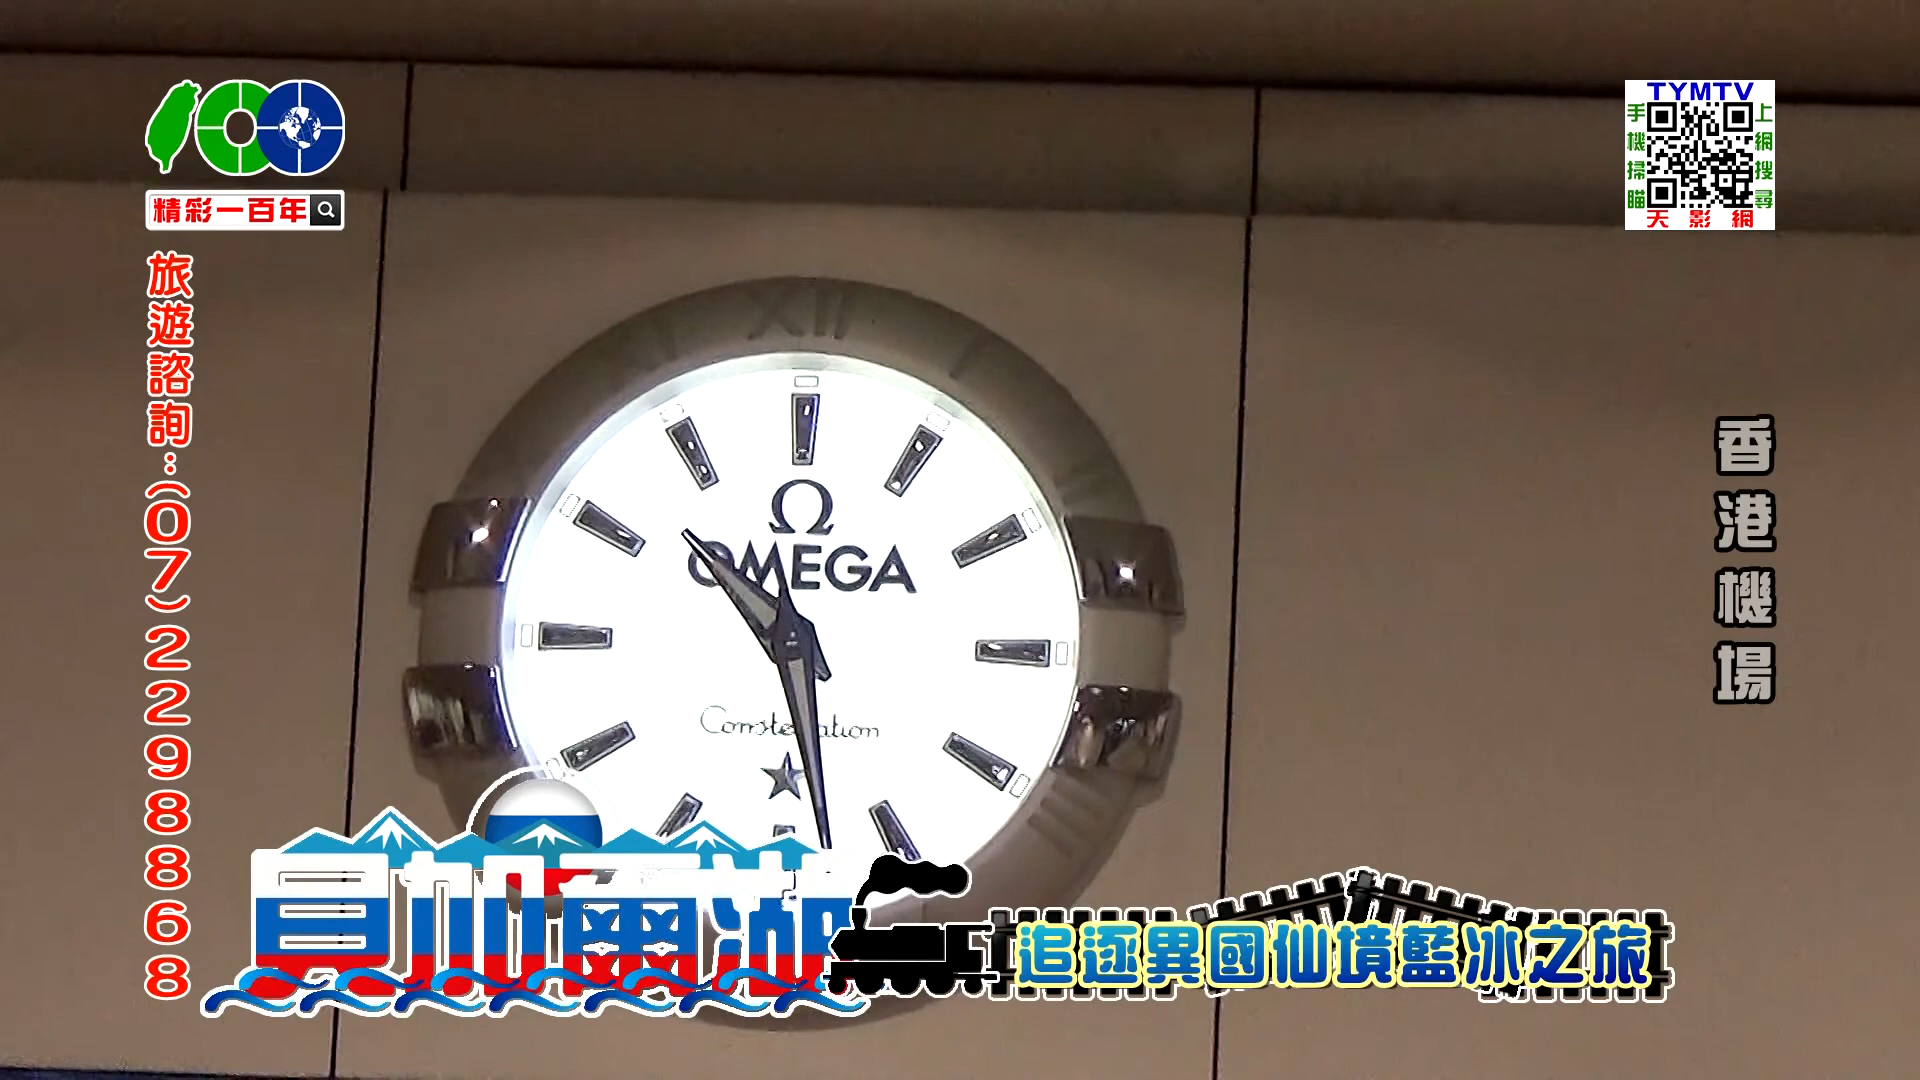 100
精彩一百年
旅遊諮詢:(07)2298868
TYMTV
手機掃瞄
上網搜尋
天影網
香港機場
XII
Ω
OMEGA
Constellation
貝加爾湖
追逐異國仙境藍冰之旅